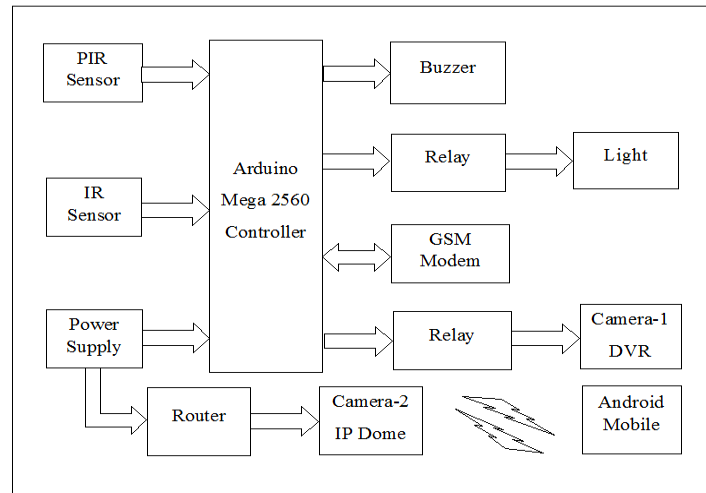 PIR
Sensor
Buzzer
Arduino
Mega 2560
Controller
Relay
Light
IR
Sensor
GSM
Modem
Power
Supply
Relay
Camera-1
DVR
Router
Camera-2
IP Dome
Android
Mobile